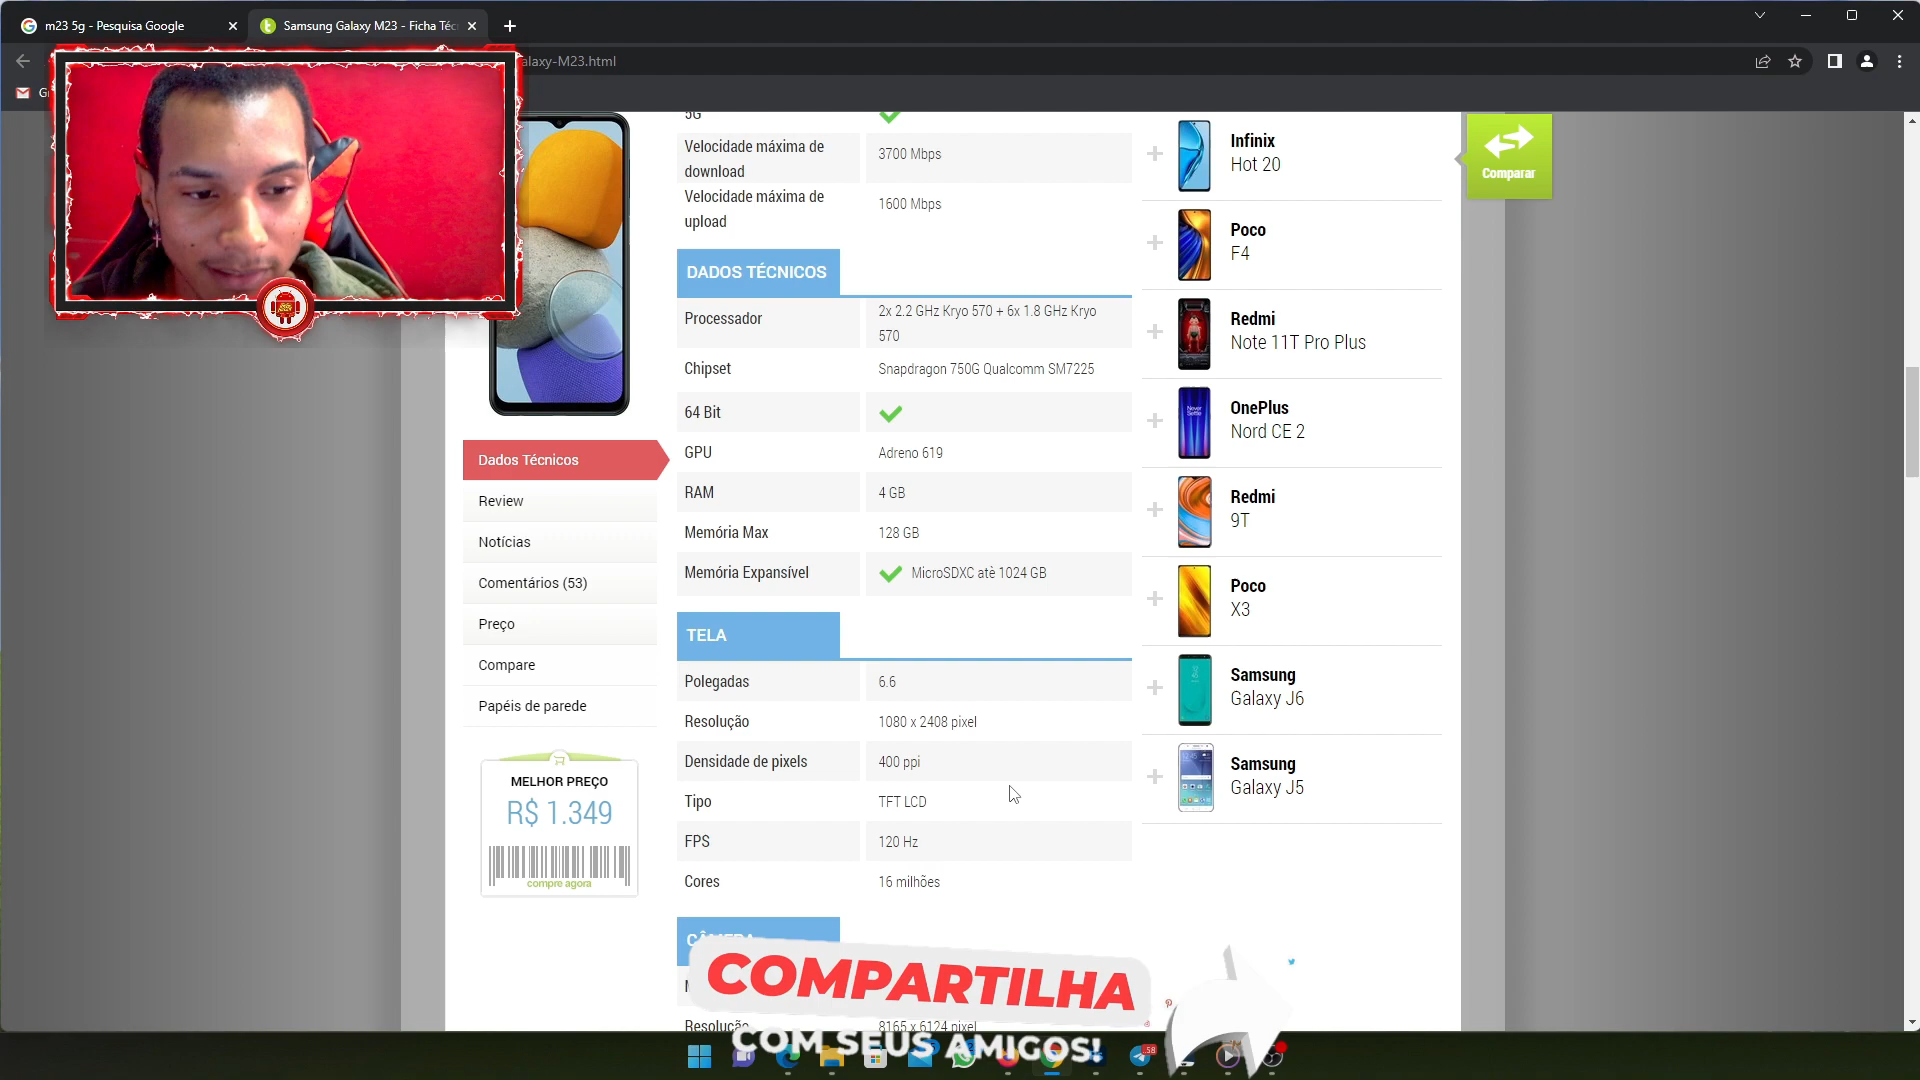 m23 5g - Pesquisa Google
Samsung Galaxy M23 - Ficha Téc
alaxy-M23.html
5G
Velocidade máxima de
download
3700 Mbps
Velocidade máxima de
upload
1600 Mbps
DADOS TÉCNICOS
Processador
2x 2.2 GHz Kryo 570 + 6x 1.8 GHz Kryo
570
Chipset
Snapdragon 750G Qualcomm SM7225
64 Bit
GPU
Adreno 619
RAM
4 GB
Memória Max
128 GB
Memória Expansível
MicroSDXC atè 1024 GB
TELA
Polegadas
6.6
Resolução
1080 x 2408 pixel
Densidade de pixels
400 ppi
Tipo
TFT LCD
FPS
120 Hz
Cores
16 milhões
CÂMERA
Resolução
8165 x 6124 pixel
Dados Técnicos
Review
Notícias
Comentários (53)
Preço
Compare
Papéis de parede
MELHOR PREÇO
R$ 1.349
compre agora
Infinix
Hot 20
Poco
F4
Redmi
Note 11T Pro Plus
OnePlus
Nord CE 2
Redmi
9T
Poco
X3
Samsung
Galaxy J6
Samsung
Galaxy J5
Comparar
COMPARTILHA
COM SEUS AMIGOS!
58